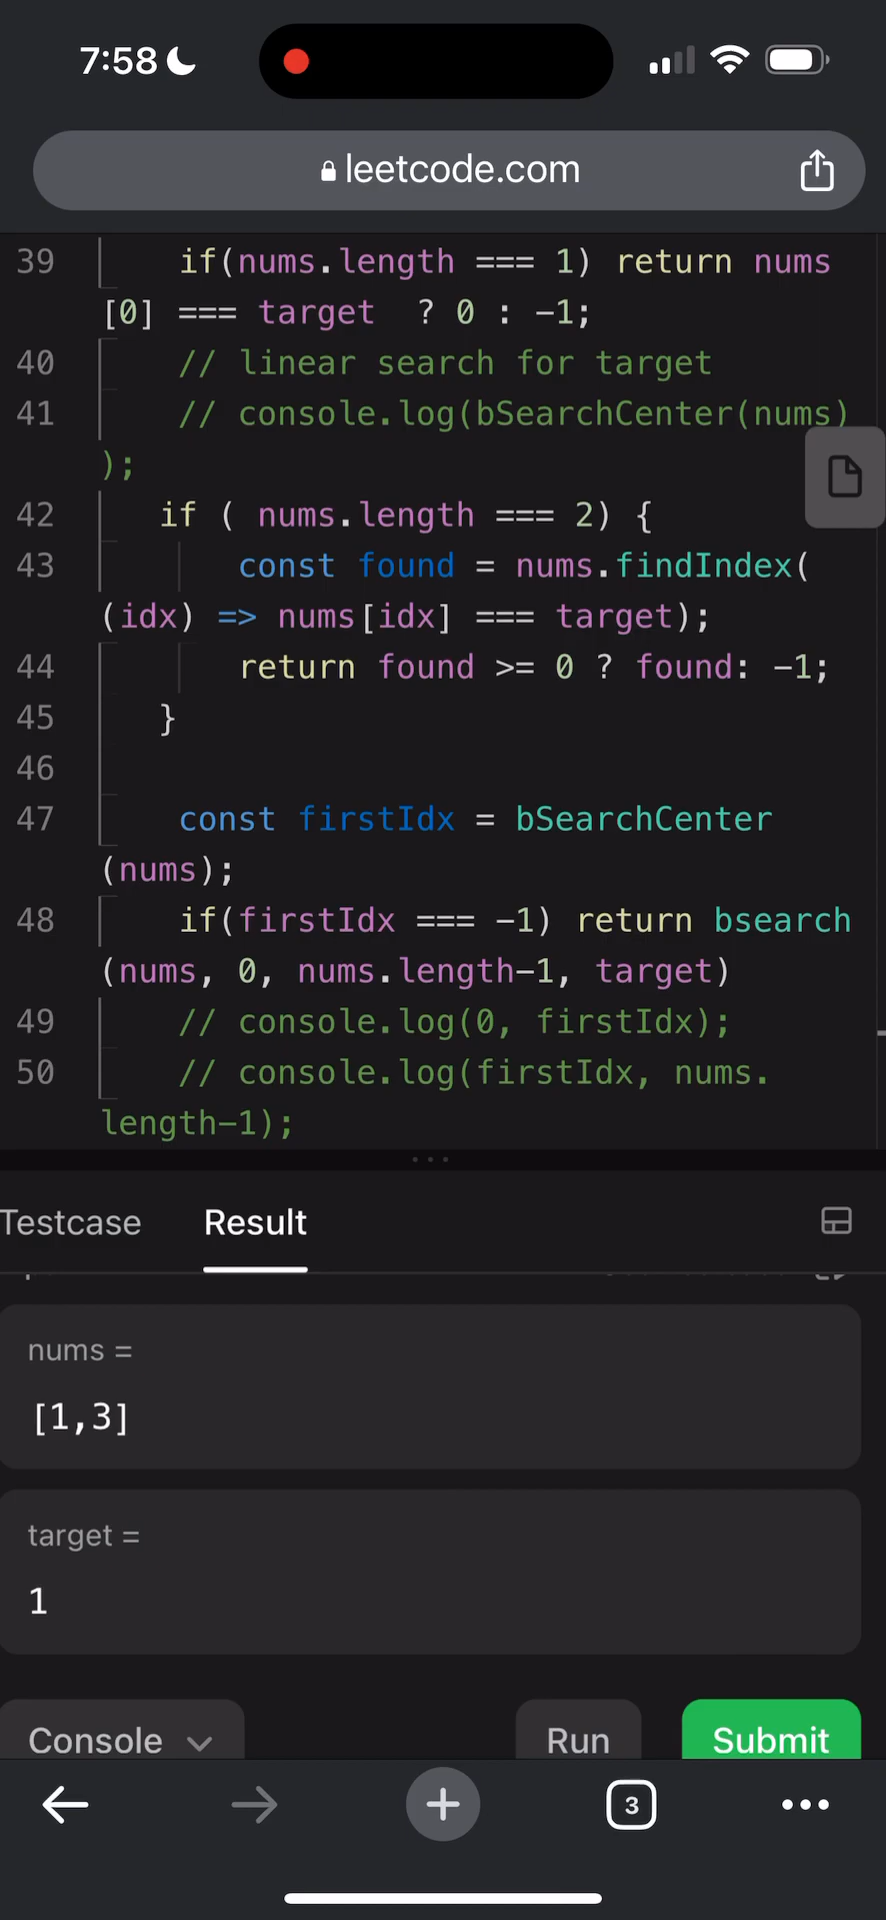 7:58
leetcode.com
39 if(nums.length === 1) return nums
[0] === target  ? 0 : -1;
40 // linear search for target
41 // console.log(bSearchCenter(nums)
);
42 if ( nums.length === 2) {
43 const found = nums.findIndex(
(idx) => nums[idx] === target);
44 return found >= 0 ? found: -1;
45 }
46
47 const firstIdx = bSearchCenter
(nums);
48 if(firstIdx === -1) return bsearch
(nums, 0, nums.length-1, target)
49 // console.log(0, firstIdx);
50 // console.log(firstIdx, nums.
length-1);
Testcase Result
nums =
[1,3]
target =
1
Console Run Submit
3